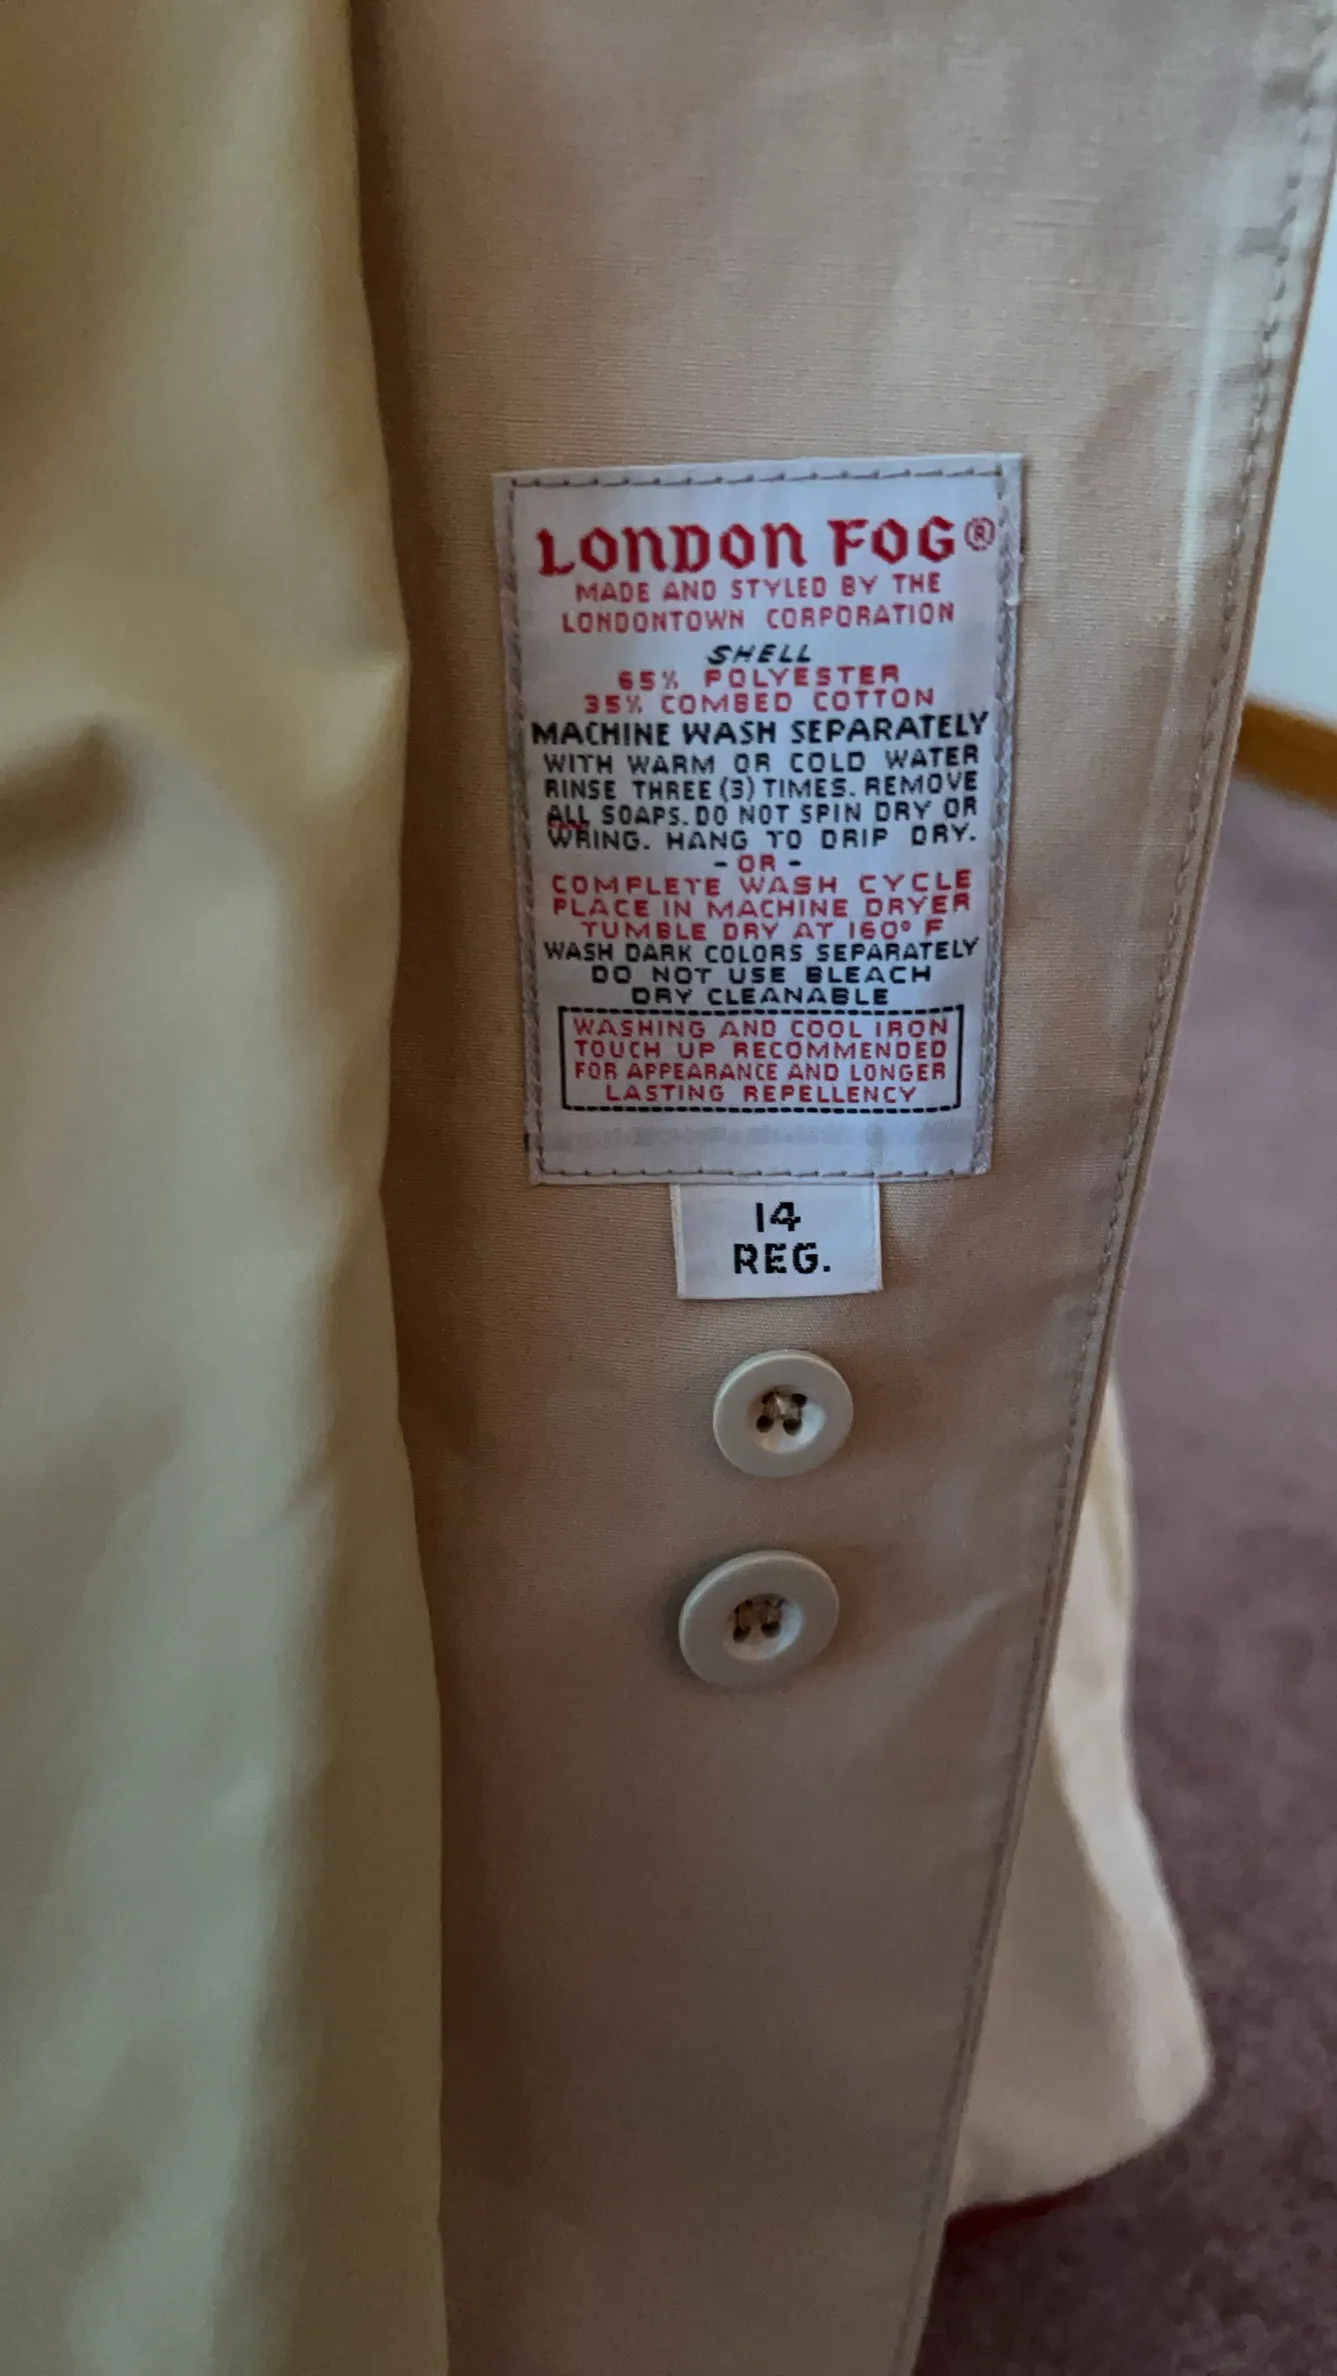 LONDON FOG®
MADE AND STYLED BY THE
LONDONTOWN CORPORATION
SHELL
65% POLYESTER
35% COMBED COTTON
MACHINE WASH SEPARATELY
WITH WARM OR COLD WATER
RINSE THREE (3) TIMES. REMOVE
ALL SOAPS. DO NOT SPIN DRY OR
WRING. HANG TO DRIP DRY.
- OR -
COMPLETE WASH CYCLE
PLACE IN MACHINE DRYER
TUMBLE DRY AT 160° F
WASH DARK COLORS SEPARATELY
DO NOT USE BLEACH
DRY CLEANABLE
WASHING AND COOL IRON
TOUCH UP RECOMMENDED
FOR APPEARANCE AND LONGER
LASTING REPELLENCY
14
REG.